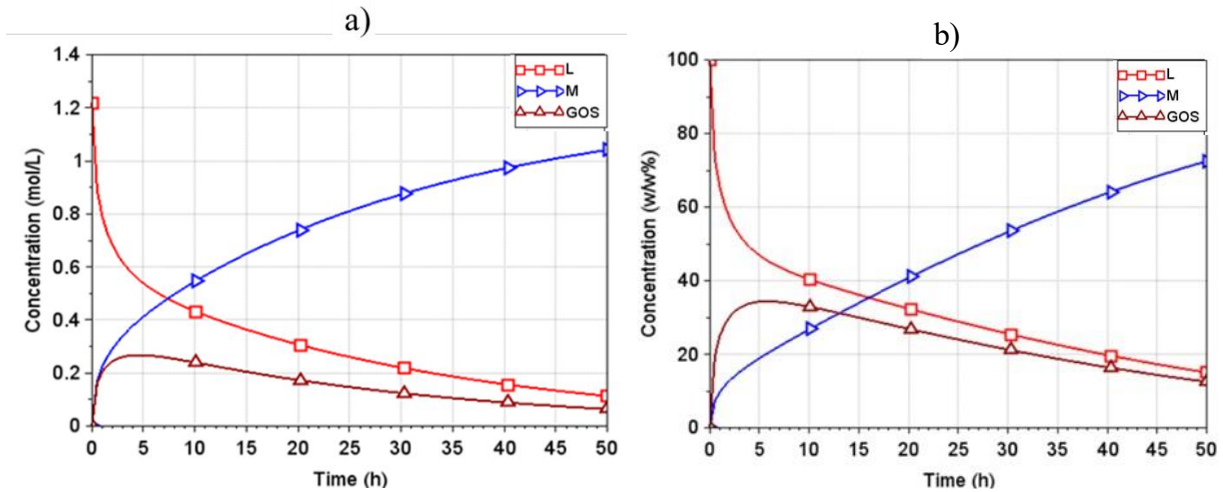 a)
Concentration (mol/L)
1.4
1.2
1
0.8
0.6
0.4
0.2
0
L
M
GOS
0 5 10 15 20 25 30 35 40 45 50
Time (h)
b)
Concentration (w/w%)
100
80
60
40
20
0
L
M
GOS
0 5 10 15 20 25 30 35 40 45 50
Time (h)